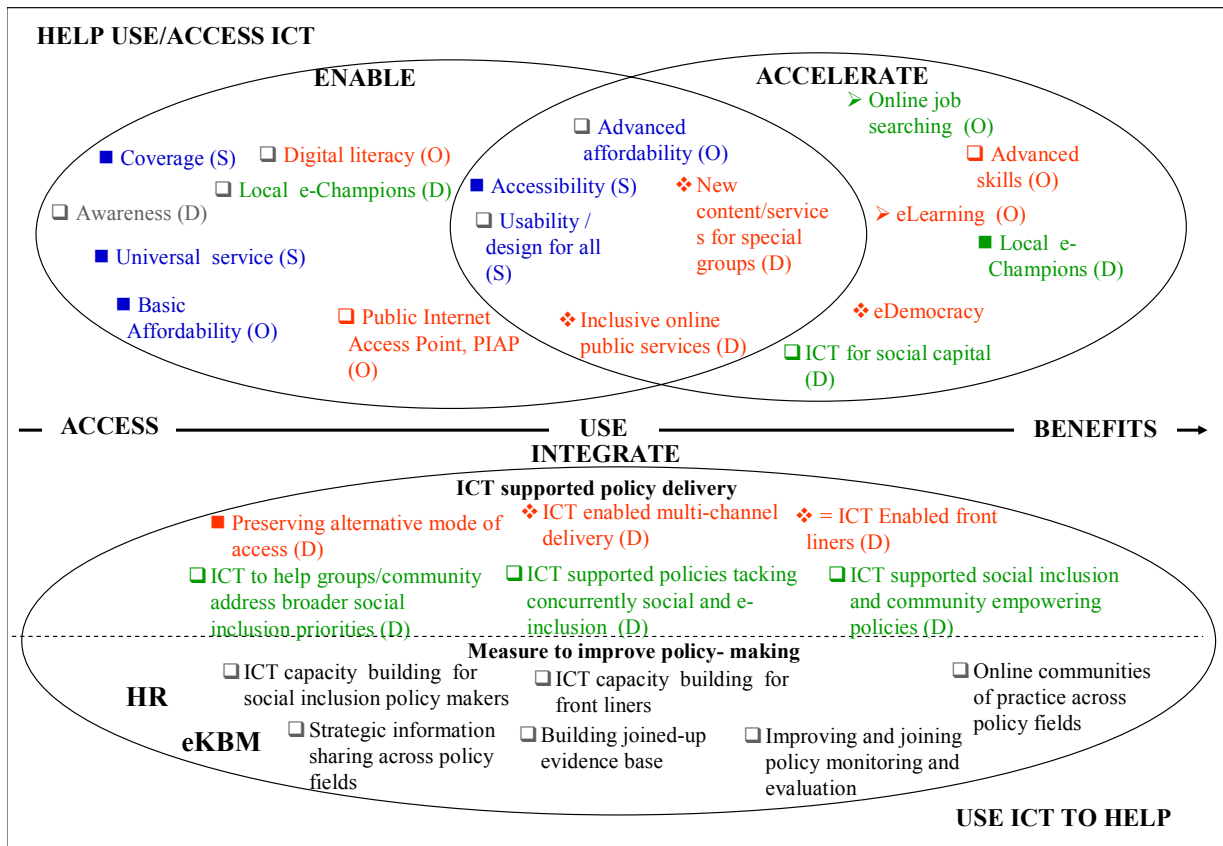 HELP USE/ACCESS ICT
ENABLE
ACCELERATE
Coverage (S)
Digital literacy (O)
Local e-Champions (D)
Awareness (D)
Universal service (S)
Basic
Affordability (O)
Public Internet
Access Point, PIAP
(O)
Advanced
affordability (O)
Accessibility (S)
Usability /
design for all
(S)
New
content/service
s for special
groups (D)
Inclusive online
public services (D)
Online job
searching (O)
Advanced
skills (O)
eLearning (O)
Local e-
Champions (D)
eDemocracy
ICT for social capital
(D)
ACCESS
USE
BENEFITS
INTEGRATE
ICT supported policy delivery
Preserving alternative mode of
access (D)
ICT enabled multi-channel
delivery (D)
= ICT Enabled front
liners (D)
ICT to help groups/community
address broader social
inclusion priorities (D)
ICT supported policies tacking
concurrently social and e-
inclusion (D)
ICT supported social inclusion
and community empowering
policies (D)
Measure to improve policy- making
HR
ICT capacity building for
social inclusion policy makers
ICT capacity building for
front liners
Online communities
of practice across
policy fields
eKBM
Strategic information
sharing across policy
fields
Building joined-up
evidence base
Improving and joining
policy monitoring and
evaluation
USE ICT TO HELP